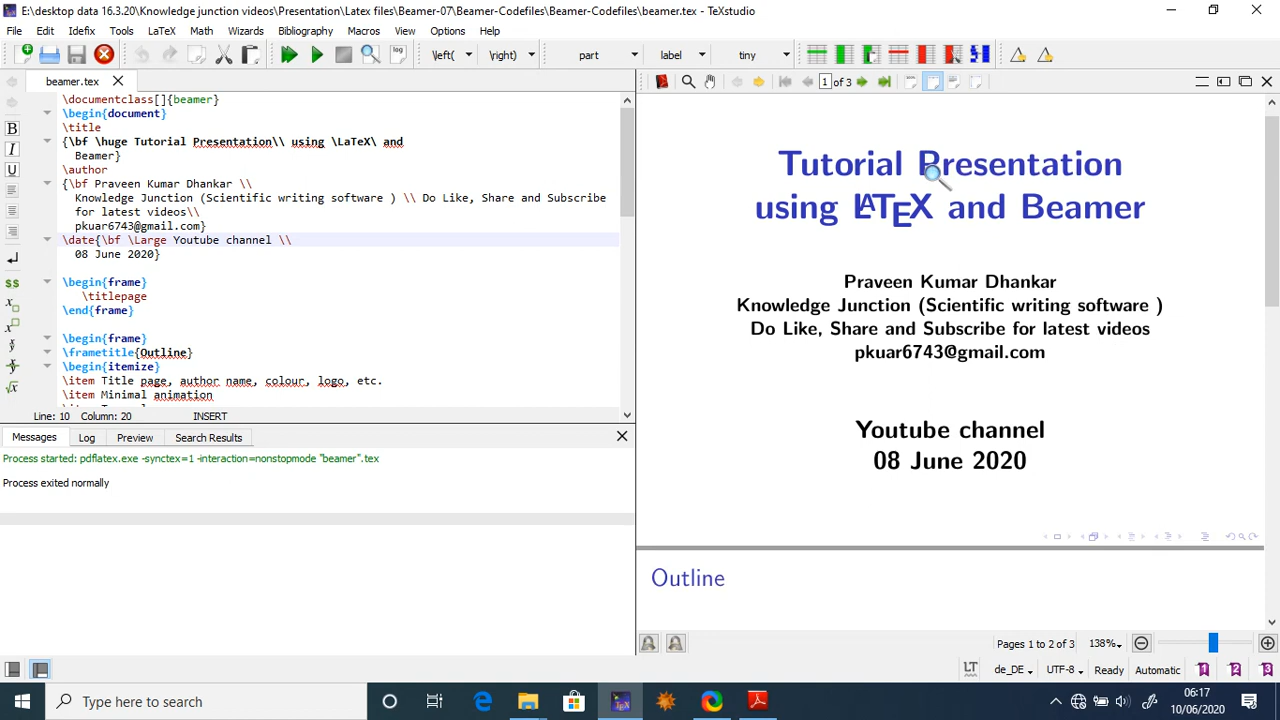 E:\desktop data 16.3.20\Knowledge junction videos\Presentation\Latex files\Beamer-07\Beamer-Codefiles\Beamer-Codefiles\beamer.tex - TeXstudio
File Edit Idefix Tools LaTeX Math Wizards Bibliography Macros View Options Help
\left( \right) part label tiny
beamer.tex
1 of 3
\documentclass[]{beamer}
\begin{document}
\title
{\bf \huge Tutorial Presentation\\ using \LaTeX\ and
Beamer}
\author
{\bf Praveen Kumar Dhankar \\
Knowledge Junction (Scientific writing software ) \\ Do Like, Share and Subscribe
for latest videos\\
pkuar6743@gmail.com}
\date{\bf \Large Youtube channel \\
08 June 2020}
\begin{frame}
\titlepage
\end{frame}
\begin{frame}
\frametitle{Outline}
\begin{itemize}
\item Title page, author name, colour, logo, etc.
\item Minimal animation
Line: 10 Column: 20 INSERT
Messages Log Preview Search Results
Process started: pdflatex.exe -synctex=1 -interaction=nonstopmode "beamer".tex
Process exited normally
Tutorial Presentation
using LATEX and Beamer
Praveen Kumar Dhankar
Knowledge Junction (Scientific writing software )
Do Like, Share and Subscribe for latest videos
pkuar6743@gmail.com
Youtube channel
08 June 2020
Outline
Pages 1 to 2 of 3 138%
LT de_DE UTF-8 Ready Automatic 1 2 3
Type here to search
06:17
10/06/2020